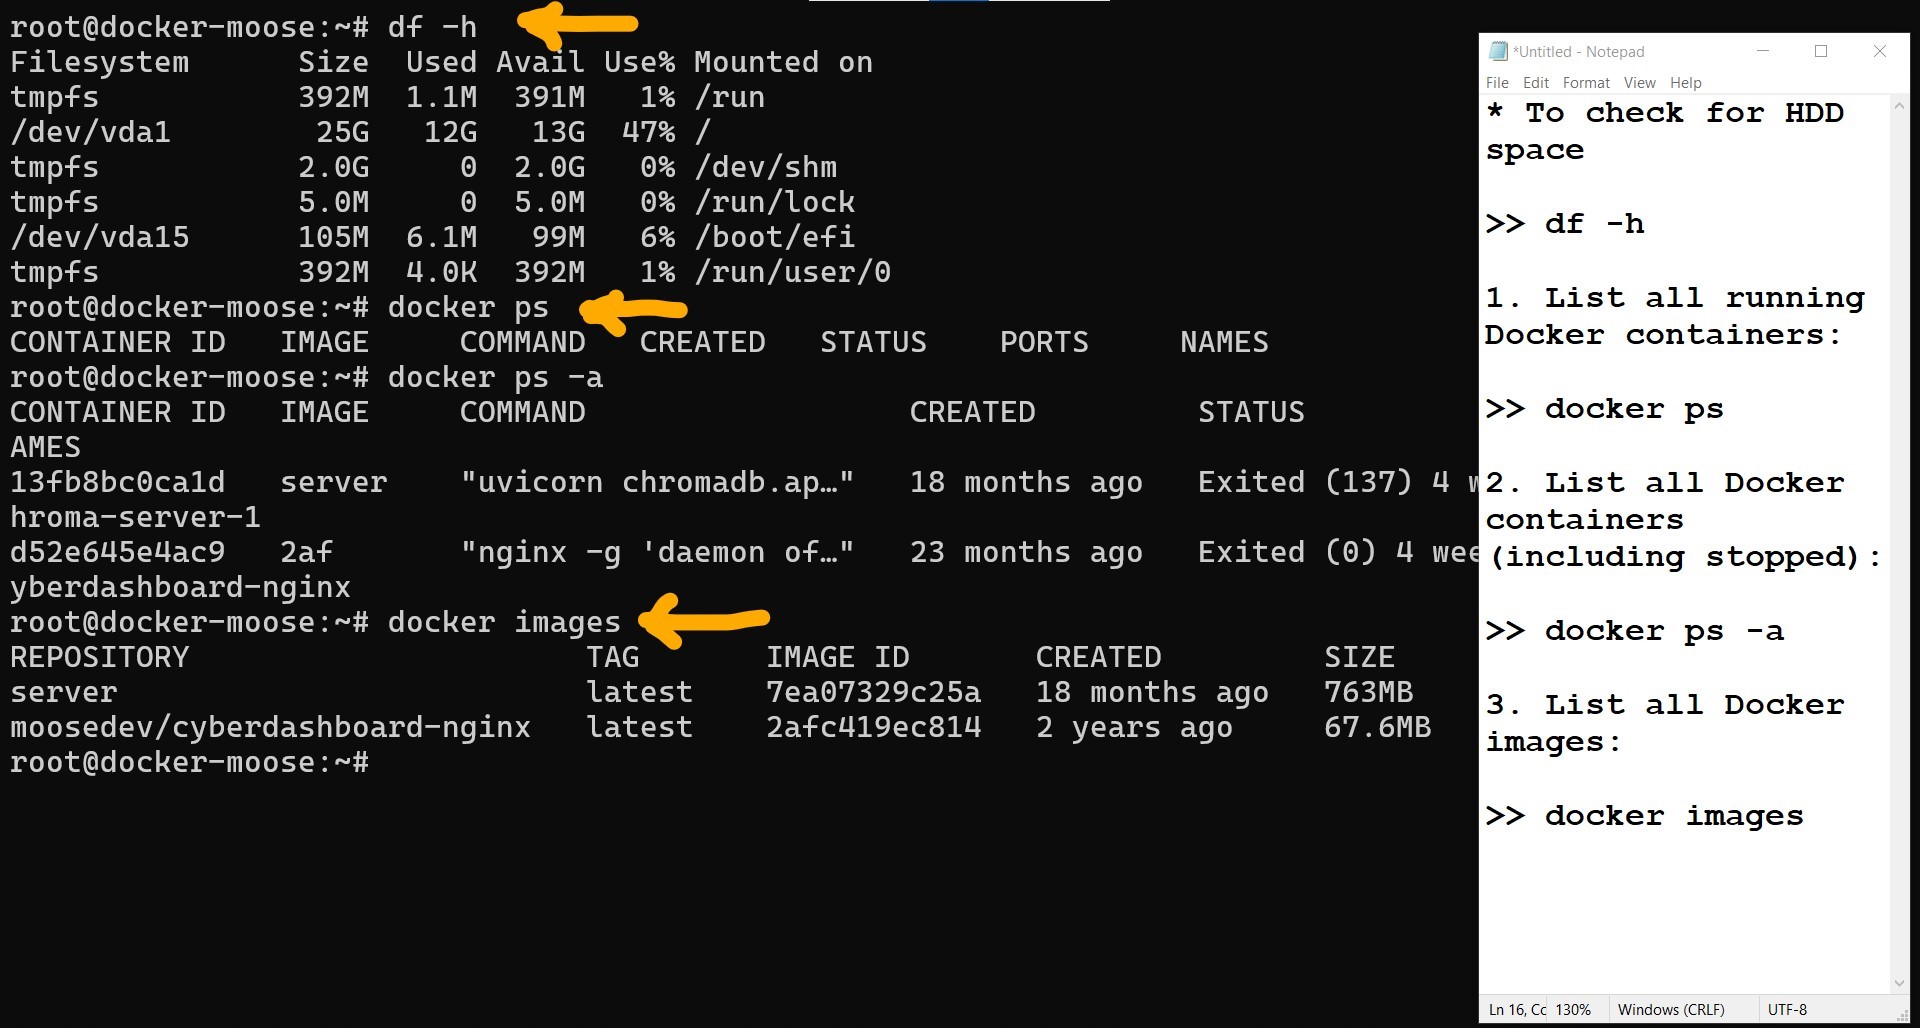 root@docker-moose:~# df -h
Filesystem      Size  Used Avail Use% Mounted on
tmpfs           392M  1.1M  391M   1% /run
/dev/vda1        25G   12G   13G  47% /
tmpfs           2.0G     0  2.0G   0% /dev/shm
tmpfs           5.0M     0  5.0M   0% /run/lock
/dev/vda15      105M  6.1M   99M   6% /boot/efi
tmpfs           392M  4.0K  392M   1% /run/user/0
root@docker-moose:~# docker ps
CONTAINER ID   IMAGE     COMMAND   CREATED   STATUS    PORTS     NAMES
root@docker-moose:~# docker ps -a
CONTAINER ID   IMAGE     COMMAND                  CREATED         STATUS
AMES
13fb8bc0ca1d   server    "uvicorn chromadb.ap…"   18 months ago   Exited (137) 4 w
hroma-server-1
d52e645e4ac9   2af       "nginx -g 'daemon of…"   23 months ago   Exited (0) 4 wee
yberdashboard-nginx
root@docker-moose:~# docker images
REPOSITORY                      TAG       IMAGE ID       CREATED         SIZE
server                          latest    7ea07329c25a   18 months ago   763MB
moosedev/cyberdashboard-nginx   latest    2afc419ec814   2 years ago     67.6MB
root@docker-moose:~#
*Untitled - Notepad
File Edit Format View Help
* To check for HDD
space
>> df -h
1. List all running
Docker containers:
>> docker ps
2. List all Docker
containers
(including stopped):
>> docker ps -a
3. List all Docker
images:
>> docker images
Ln 16, Cc 130% Windows (CRLF) UTF-8